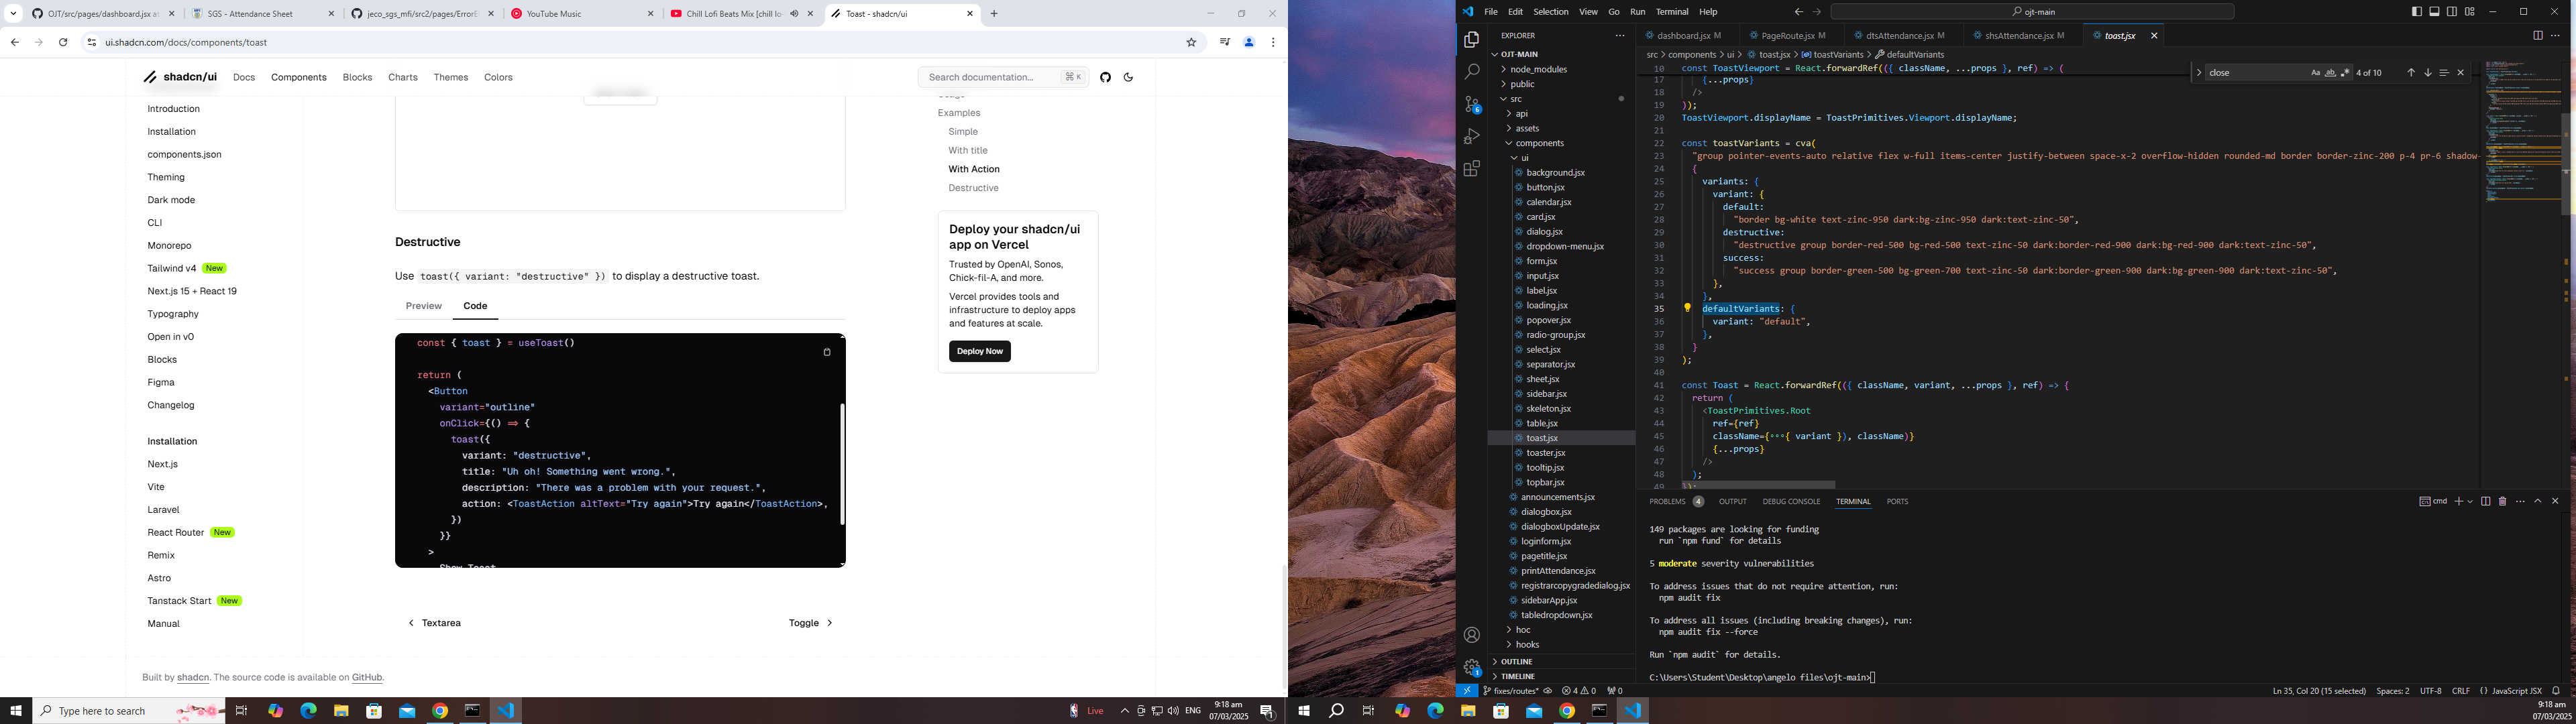 OJT/src/pages/dashboard.jsx at
SGS - Attendance Sheet
jeco_sgs_mfi/src2/pages/ErrorE
YouTube Music
Chill Lofi Beats Mix [chill lo-
Toast - shadcn/ui
ui.shadcn.com/docs/components/toast
shadcn/ui
Docs
Components
Blocks
Charts
Themes
Colors
Search documentation...
⌘ K
Introduction
Installation
components.json
Theming
Dark mode
CLI
Monorepo
Tailwind v4 New
Next.js 15 + React 19
Typography
Open in v0
Blocks
Figma
Changelog
Installation
Next.js
Vite
Laravel
React Router New
Remix
Astro
Tanstack Start New
Manual
Destructive
Use toast({ variant: "destructive" }) to display a destructive toast.
Preview
Code
const { toast } = useToast()
return (
<Button
variant="outline"
onClick={() => {
toast({
variant: "destructive",
title: "Uh oh! Something went wrong.",
description: "There was a problem with your request.",
action: <ToastAction altText="Try again">Try again</ToastAction>,
})
}}
>
Show Toast
Textarea
Toggle
Examples
Simple
With title
With Action
Destructive
Deploy your shadcn/ui
app on Vercel
Trusted by OpenAI, Sonos,
Chick-fil-A, and more.
Vercel provides tools and
infrastructure to deploy apps
and features at scale.
Deploy Now
Built by shadcn. The source code is available on GitHub.
Type here to search
Live
ENG
9:18 am
07/03/2025
1
File Edit Selection View Go Run Terminal Help
ojt-main
EXPLORER
OJT-MAIN
node_modules
public
src
api
assets
components
ui
background.jsx
button.jsx
calendar.jsx
card.jsx
dialog.jsx
dropdown-menu.jsx
form.jsx
input.jsx
label.jsx
loading.jsx
popover.jsx
radio-group.jsx
select.jsx
separator.jsx
sheet.jsx
sidebar.jsx
skeleton.jsx
table.jsx
toast.jsx
toaster.jsx
tooltip.jsx
topbar.jsx
announcements.jsx
dialogbox.jsx
dialogboxUpdate.jsx
loginform.jsx
pagetitle.jsx
printAttendance.jsx
registrarcopygradedialog.jsx
sidebarApp.jsx
tabledropdown.jsx
hoc
hooks
OUTLINE
TIMELINE
6
1
dashboard.jsx M
PageRoute.jsx M
dtsAttendance.jsx M
shsAttendance.jsx M
toast.jsx
src > components > ui > toast.jsx > toastVariants > defaultVariants
close
Aa ab .*
4 of 10
10 const ToastViewport = React.forwardRef(({ className, ...props }, ref) => (
17 {...props}
18 />
19 ));
20 ToastViewport.displayName = ToastPrimitives.Viewport.displayName;
21
22 const toastVariants = cva(
23 "group pointer-events-auto relative flex w-full items-center justify-between space-x-2 overflow-hidden rounded-md border border-zinc-200 p-4 pr-6 shadow-
24 {
25 variants: {
26 variant: {
27 default:
28 "border bg-white text-zinc-950 dark:bg-zinc-950 dark:text-zinc-50",
29 destructive:
30 "destructive group border-red-500 bg-red-500 text-zinc-50 dark:border-red-900 dark:bg-red-900 dark:text-zinc-50",
31 success:
32 "success group border-green-500 bg-green-700 text-zinc-50 dark:border-green-900 dark:bg-green-900 dark:text-zinc-50",
33 },
34 },
35 defaultVariants: {
36 variant: "default",
37 },
38 }
39 );
40
41 const Toast = React.forwardRef(({ className, variant, ...props }, ref) => {
42 return (
43 <ToastPrimitives.Root
44 ref={ref}
45 className={∘∘∘{ variant }), className)}
46 {...props}
47 />
48 );
49 });
PROBLEMS 4
OUTPUT
DEBUG CONSOLE
TERMINAL
PORTS
cmd
149 packages are looking for funding
run `npm fund` for details
5 moderate severity vulnerabilities
To address issues that do not require attention, run:
npm audit fix
To address all issues (including breaking changes), run:
npm audit fix --force
Run `npm audit` for details.
C:\Users\Student\Desktop\angelo files\ojt-main>
fixes/routes*
4 0
0
Ln 35, Col 20 (15 selected)
Spaces: 2
UTF-8
CRLF
{} JavaScript JSX
9:18 am
07/03/2025